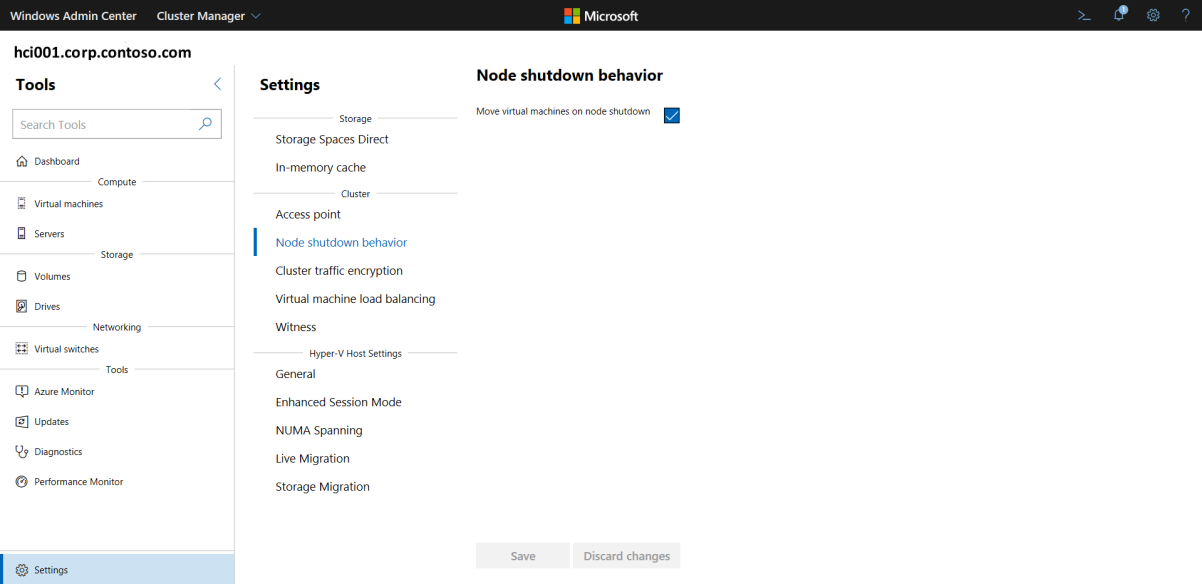 Windows Admin Center
Cluster Manager
Microsoft
1
hci001.corp.contoso.com
Tools
Search Tools
Dashboard
Compute
Virtual machines
Servers
Storage
Volumes
Drives
Networking
Virtual switches
Tools
Azure Monitor
Updates
Diagnostics
Performance Monitor
Settings
Settings
Storage
Storage Spaces Direct
In-memory cache
Cluster
Access point
Node shutdown behavior
Cluster traffic encryption
Virtual machine load balancing
Witness
Hyper-V Host Settings
General
Enhanced Session Mode
NUMA Spanning
Live Migration
Storage Migration
Node shutdown behavior
Move virtual machines on node shutdown
Save
Discard changes